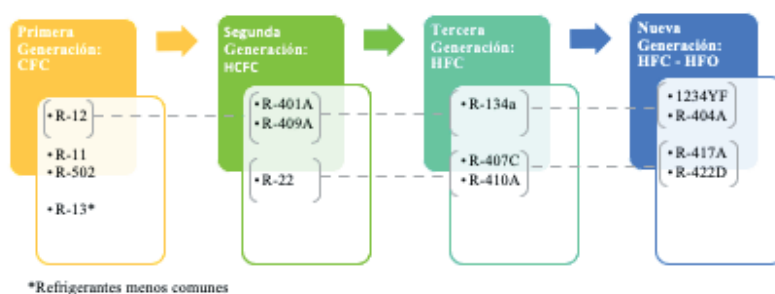 Primera
Generación:
CFC
• R-12
• R-11
• R-502
• R-13*
Segunda
Generación:
HCFC
• R-401A
• R-409A
• R-22
Tercera
Generación:
HFC
• R-134a
• R-407C
• R-410A
Nueva
Generación:
HFC - HFO
• 1234YF
• R-404A
• R-417A
• R-422D
*Refrigerantes menos comunes